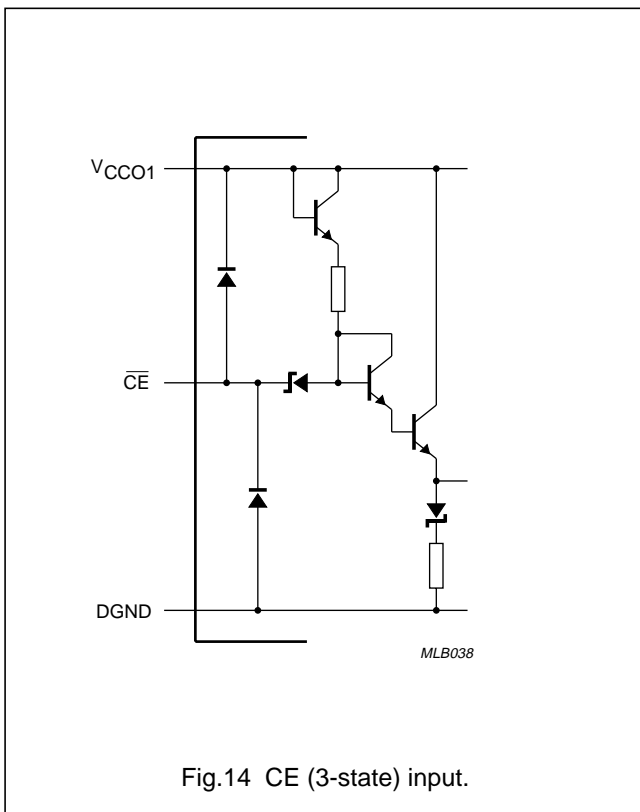 VCCO1
CE
DGND
MLB038
Fig.14 CE (3-state) input.